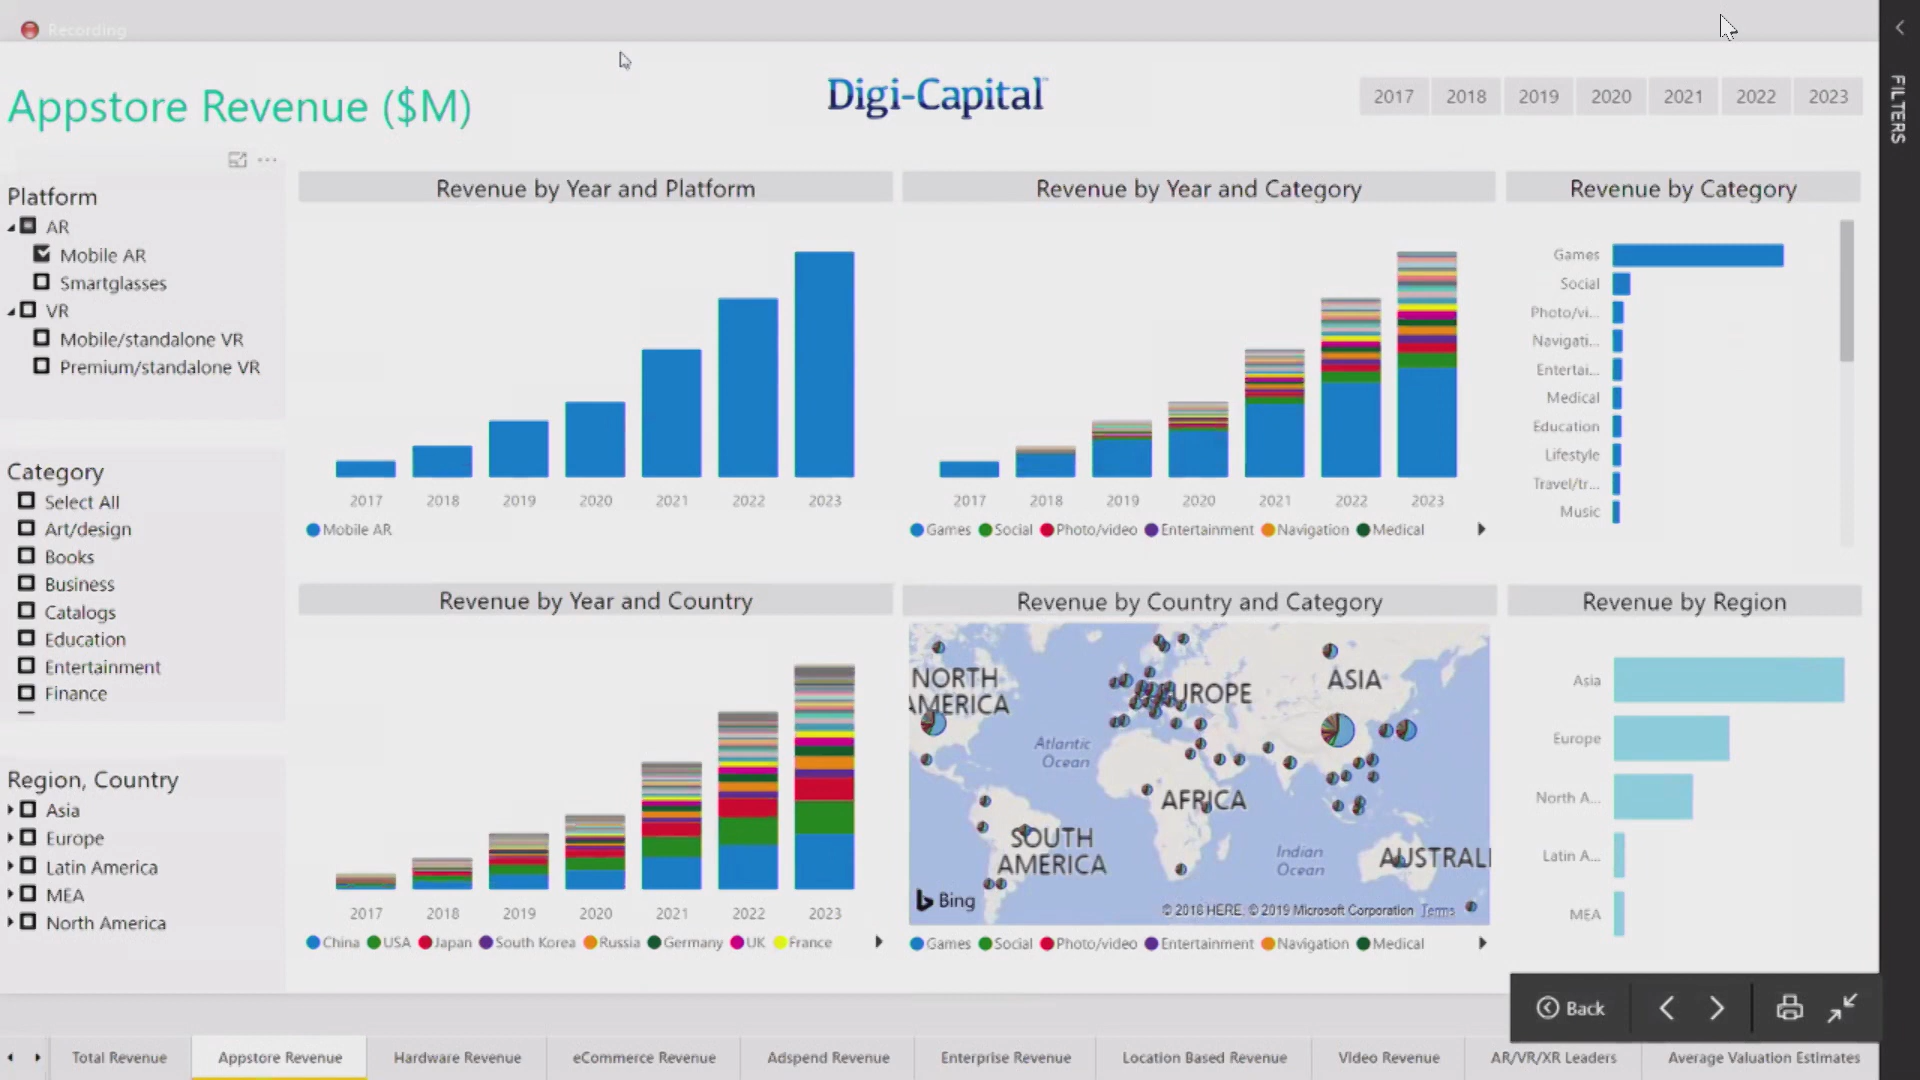 Recording
Appstore Revenue ($M)
Digi-Capital
2017 2018 2019 2020 2021 2022 2023
FILTERS
Platform
AR
Mobile AR
Smartglasses
VR
Mobile/standalone VR
Premium/standalone VR
Category
Select All
Art/design
Books
Business
Catalogs
Education
Entertainment
Finance
Region, Country
Asia
Europe
Latin America
MEA
North America
Revenue by Year and Platform
2017 2018 2019 2020 2021 2022 2023
Mobile AR
Revenue by Year and Category
2017 2018 2019 2020 2021 2022 2023
Games Social Photo/video Entertainment Navigation Medical
Revenue by Category
Games
Social
Photo/vi...
Navigati...
Entertai...
Medical
Education
Lifestyle
Travel/tr...
Music
Revenue by Year and Country
2017 2018 2019 2020 2021 2022 2023
China USA Japan South Korea Russia Germany UK France
Revenue by Country and Category
NORTH
AMERICA
EUROPE
ASIA
Atlantic
Ocean
AFRICA
SOUTH
AMERICA
Indian
Ocean
AUSTRALI
Bing
© 2018 HERE, © 2019 Microsoft Corporation Terms
Games Social Photo/video Entertainment Navigation Medical
Revenue by Region
Asia
Europe
North A...
Latin A...
MEA
Back
Total Revenue Appstore Revenue Hardware Revenue eCommerce Revenue Adspend Revenue Enterprise Revenue Location Based Revenue Video Revenue AR/VR/XR Leaders Average Valuation Estimates